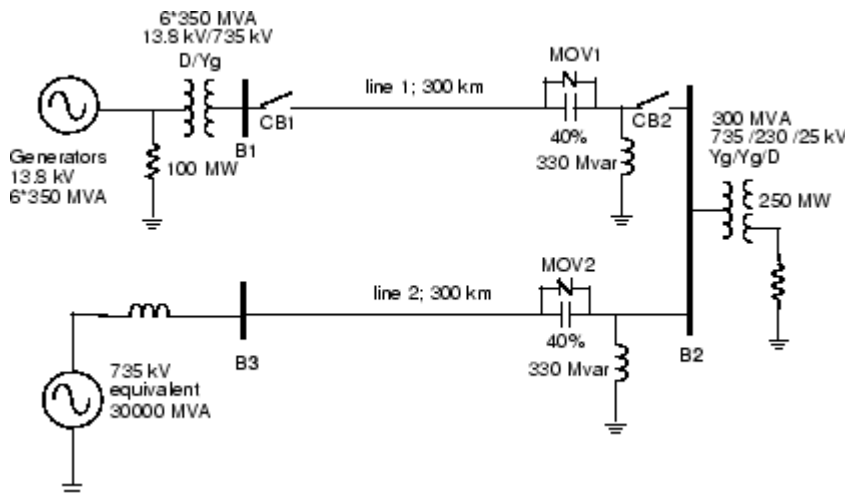 6*350 MVA
13.8 kV/735 kV
D/Yg
MOV1
line 1; 300 km
CB1
CB2
B1
40%
330 Mvar
100 MW
Generators
13.8 kV
6*350 MVA
300 MVA
735 /230 /25 kV
Yg/Yg/D
250 MW
MOV2
line 2; 300 km
B3
40%
330 Mvar
B2
735 kV
equivalent
30000 MVA